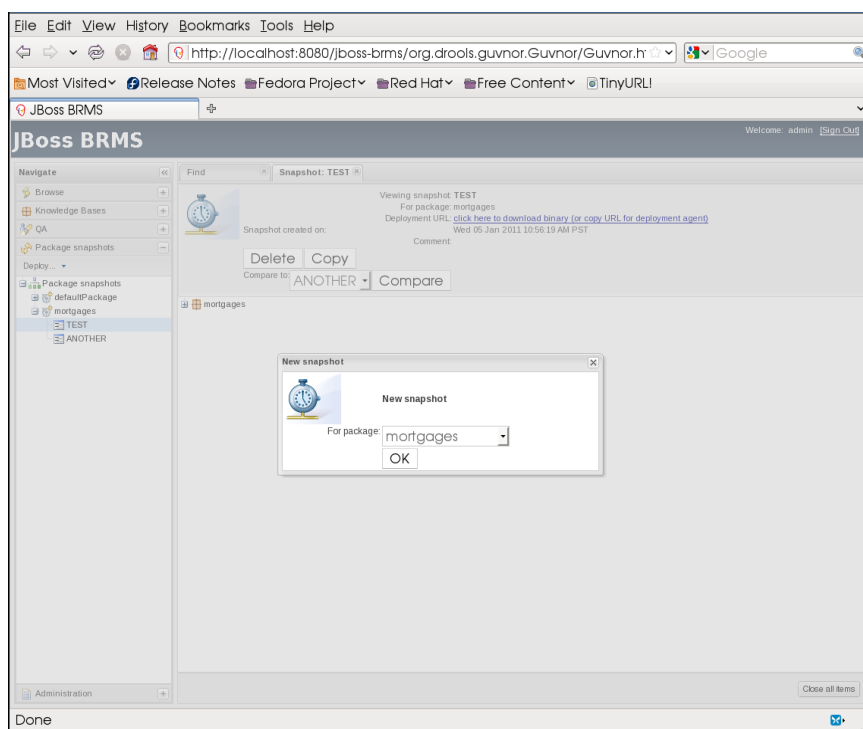 File Edit View History Bookmarks Tools Help
http://localhost:8080/jboss-brms/org.drools.guvnor.Guvnor/Guvnor.h
Google
Most Visited Release Notes Fedora Project Red Hat Free Content TinyURL!
JBoss BRMS
JBoss BRMS
Welcome: admin [Sign Out]
Navigate
Find
Snapshot: TEST
Browse
Knowledge Bases
QA
Package snapshots
Deploy...
Package snapshots
defaultPackage
mortgages
TEST
ANOTHER
Viewing snapshot: TEST
For package: mortgages
Deployment URL: click here to download binary (or copy URL for deployment agent)
Snapshot created on: Wed 05 Jan 2011 10:56:19 AM PST
Comment:
Delete Copy
Compare to: ANOTHER Compare
mortgages
New snapshot
New snapshot
For package: mortgages
OK
Administration
Close all items
Done